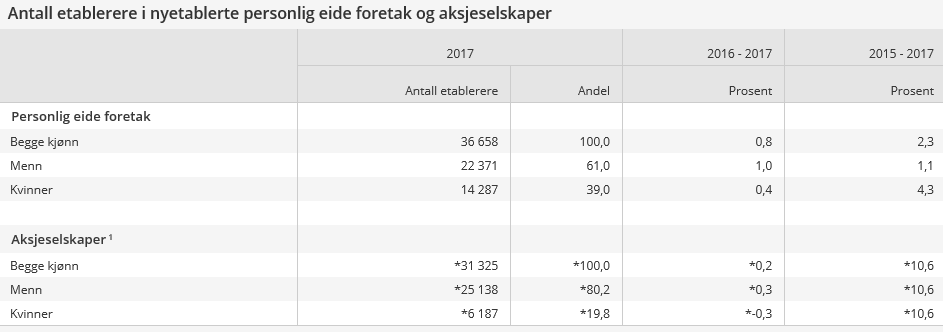 Antall etablerere i nyetablerte personlig eide foretak og aksjeselskaper
2017 2016 - 2017 2015 - 2017
Antall etablerere Andel Prosent Prosent
Personlig eide foretak
Begge kjønn 36 658 100,0 0,8 2,3
Menn 22 371 61,0 1,0 1,1
Kvinner 14 287 39,0 0,4 4,3
Aksjeselskaper ¹
Begge kjønn *31 325 *100,0 *0,2 *10,6
Menn *25 138 *80,2 *0,3 *10,6
Kvinner *6 187 *19,8 *-0,3 *10,6